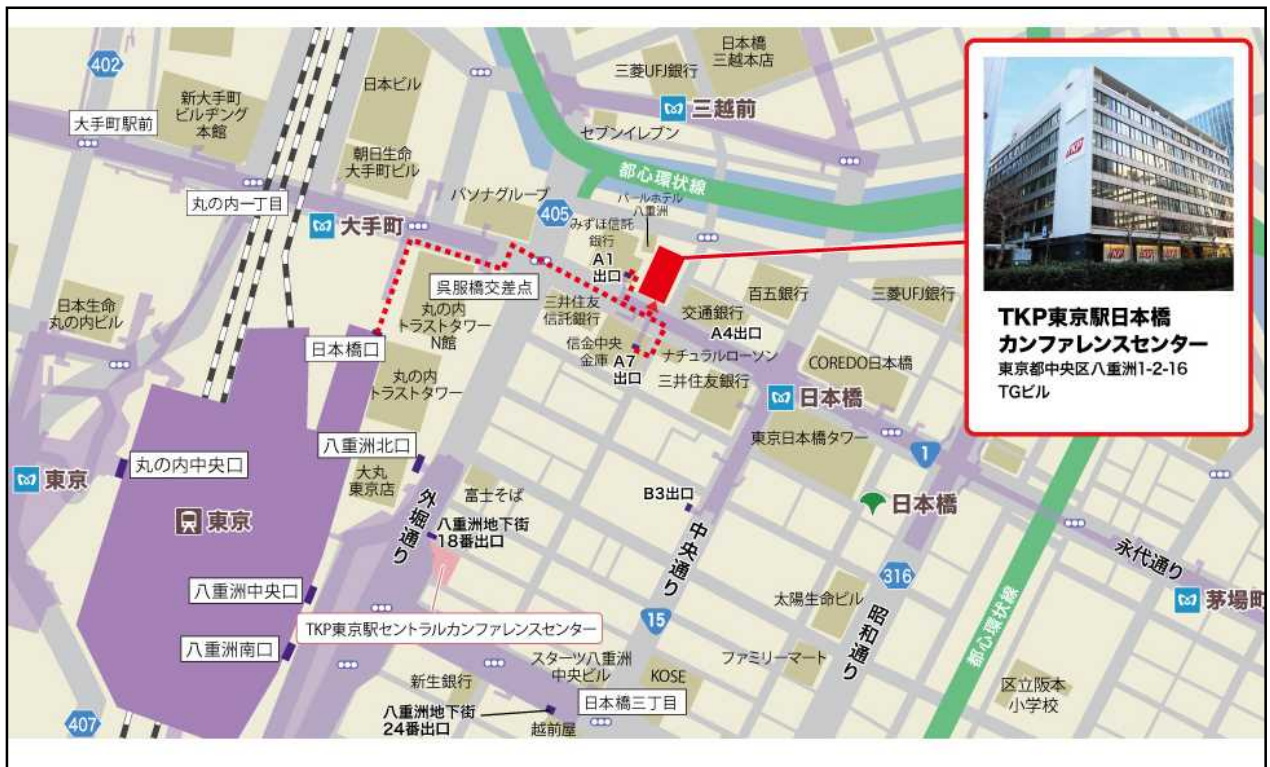 402
新大手町
ビルヂング
本館
大手町駅前
日本ビル
朝日生命
大手町ビル
丸の内一丁目
大手町
パソナグループ
405
三菱UFJ銀行
日本橋
三越本店
三越前
セブンイレブン
都心環状線
パールホテル
八重洲
みずほ信託
銀行
A1
出口
呉服橋交差点
三井住友
信託銀行
信金中央
金庫
A7
出口
交通銀行
A4出口
百五銀行
三菱UFJ銀行
ナチュラルローソン
三井住友銀行
COREDO日本橋
日本橋
東京日本橋タワー
1
日本橋
TKP
TKP東京駅日本橋
カンファレンスセンター
東京都中央区八重洲1-2-16
TGビル
日本生命
丸の内ビル
日本橋口
丸の内
トラストタワー
N館
丸の内
トラストタワー
八重洲北口
丸の内中央口
東京
東京
大丸
東京店
外堀通り
富士そば
八重洲地下街
18番出口
B3出口
中央通り
八重洲中央口
八重洲南口
TKP東京駅セントラルカンファレンスセンター
15
316
昭和通り
永代通り
茅場町
都心環状線
太陽生命ビル
ファミリーマート
スターツ八重洲
中央ビル
KOSE
日本橋三丁目
新生銀行
八重洲地下街
24番出口
越前屋
区立阪本
小学校
407